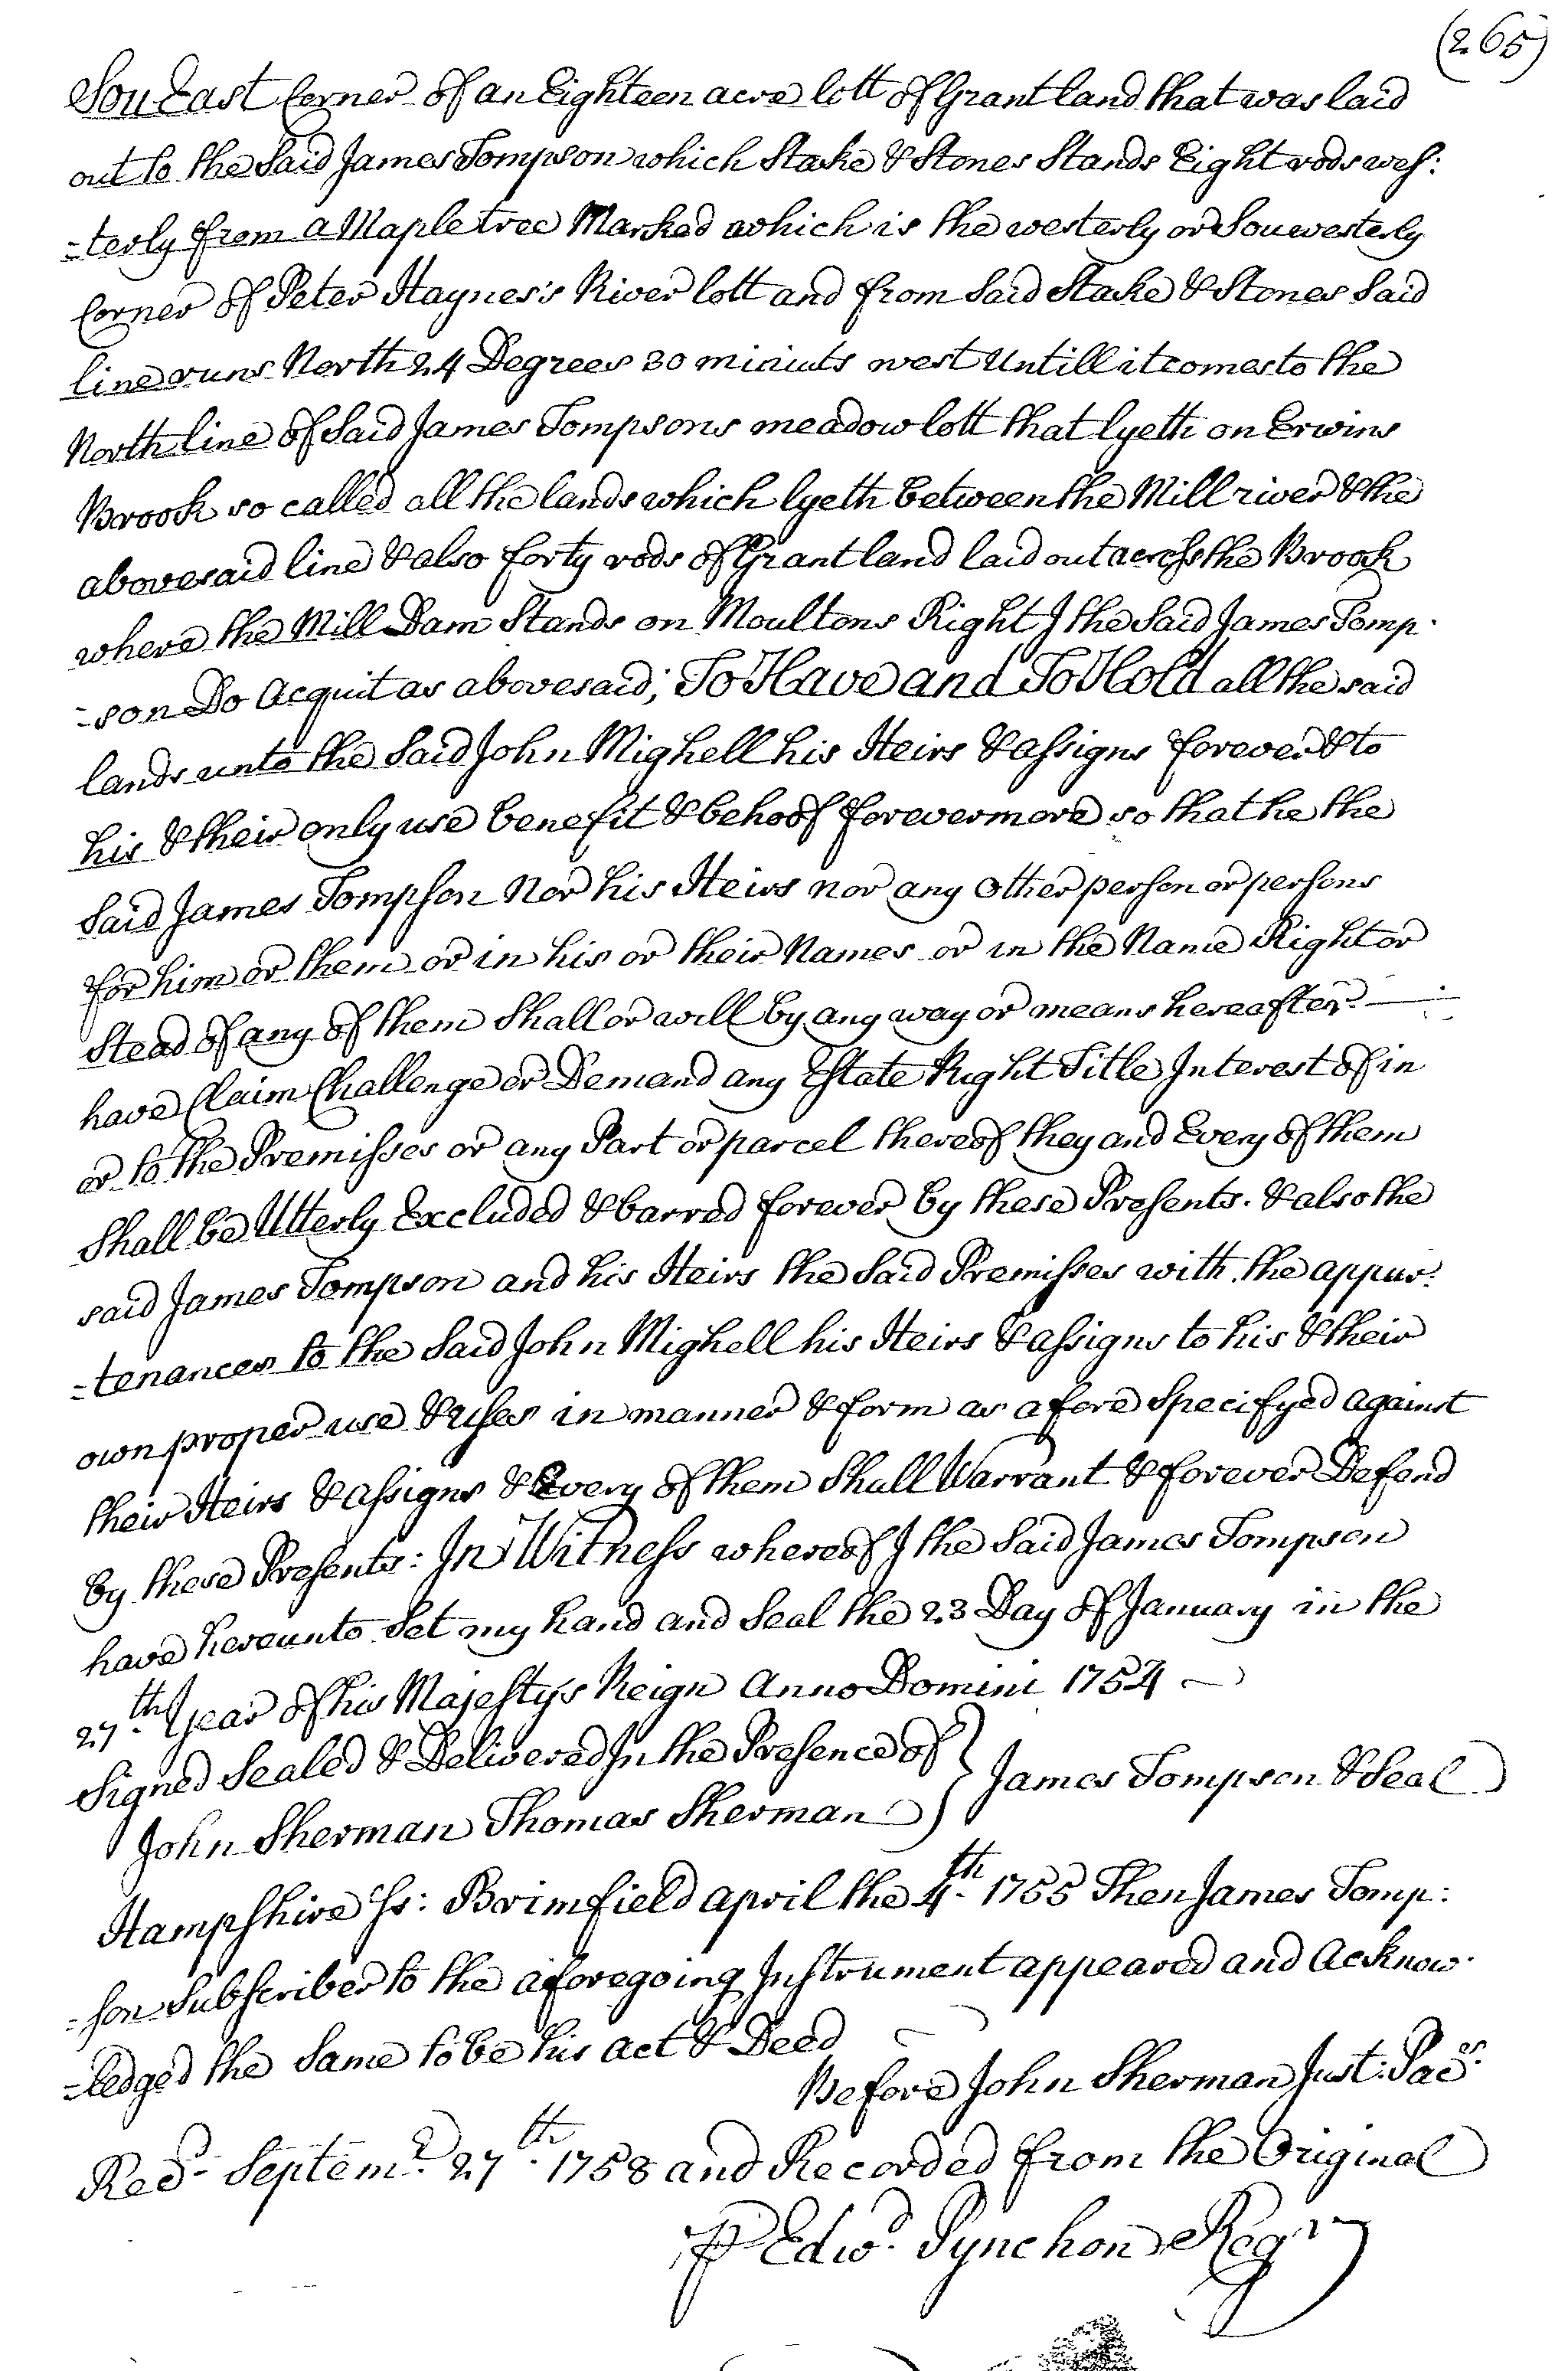 (265)
Sou East Corner of an Eighteen acre lott of Grant land that was laid
out to the Said James Tompson which Stake & Stones Stands Eight rods wes:
=terly from a Maple tree Marked which is the westerly or Souwesterly
Corner of Peter Haynes's River lott and from Said Stake & Stones Said
line runs North 24 Degrees 30 miniuts west Untill it comes to the
North line of Said James Tompsons meadow lott that lyeth on Erwins
Brook so called all the lands which lyeth between the Mill river & the
abovesaid line & also forty rods of Grant land laid out across the Brook
where the Mill Dam Stands on Moultons Right I the Said James Tomp-
=son Do Acquit as abovesaid; To Have and To Hold all the said
lands unto the Said John Mighell his Heirs & assigns forever & to
his & their only use benefit & behoof forevermore so that he the
Said James Tompson Nor his Heirs nor any other person or persons
for him or them or in his or their Names or in the Name Right or
Stead of any of them Shall or will by any way or means hereafter
have Claim Challenge or Demand any Estate Right Title Interest of in
or to the Premisses or any Part or parcel thereof they and Every of them
Shall be Utterly Excluded & barred forever by these Presents. & also the
said James Tompson and his Heirs the Said Premisses with the appur:
=tenances to the Said John Mighell his Heirs & assigns to his & their
own proper use & uses in manner & form as afore Specifyed against
their Heirs & assigns & Every of them Shall Warrant & forever Defend
by these Presents: In Witness whereof I the Said James Tompson
have hereunto Set my hand and Seal the 23 Day of January in the
27th. Year of his Majestys Reign Anno Domini 1754
Signed Sealed & Delivered In the Presence of } James Tompson & Seal
John Sherman Thomas Sherman
Hampshire Ss: Brimfield april the 4th. 1755 Then James Tomp:
=son Subscriber to the aforegoing Instrument appeared and Acknow-
=ledged the Same to be his act & Deed
Before John Sherman Just: Pacs.
Recd. Septemr. 27th. 1758 and Recorded from the Original
P Edwd. Pynchon Regr